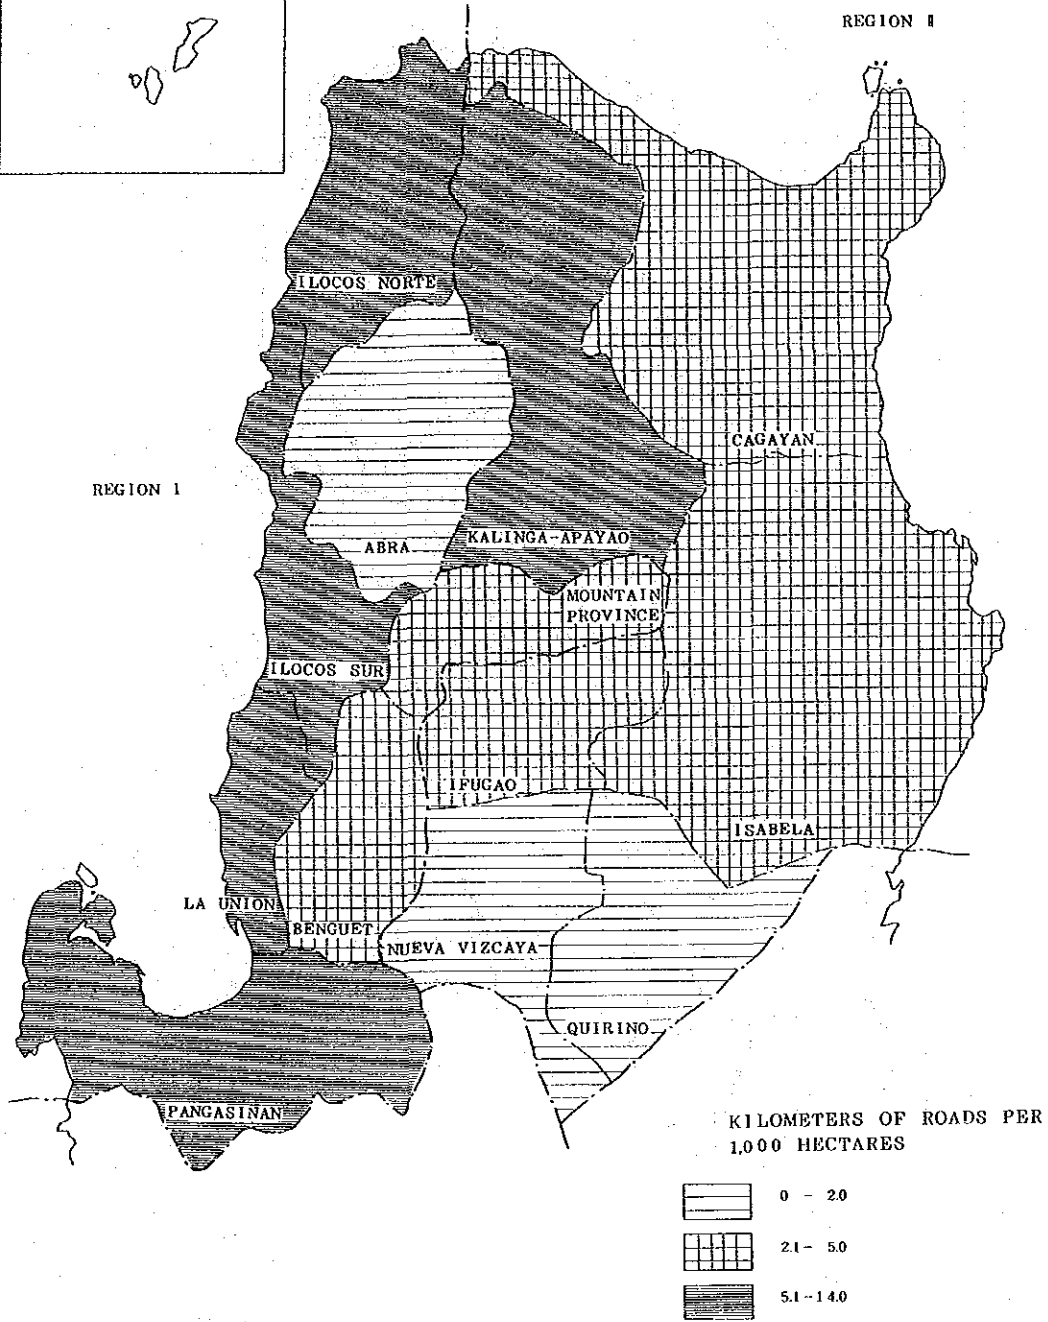 REGION II
ILOCOS NORTE
CAGAYAN
REGION 1
ABRA
KALINGA-APAYAO
MOUNTAIN
PROVINCE
ILOCOS SUR
IFUGAO
ISABELA
LA UNION
BENGUET
NUEVA VIZCAYA
QUIRINO
PANGASINAN
KILOMETERS OF ROADS PER
1,000 HECTARES
0 - 2.0
2.1 - 5.0
5.1 - 14.0